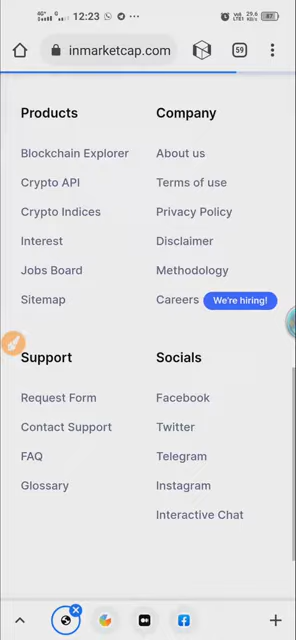 12:23
inmarketcap.com
59
87
Products
Blockchain Explorer
Crypto API
Crypto Indices
Interest
Jobs Board
Sitemap
Company
About us
Terms of use
Privacy Policy
Disclaimer
Methodology
Careers We're hiring!
Support
Request Form
Contact Support
FAQ
Glossary
Socials
Facebook
Twitter
Telegram
Instagram
Interactive Chat